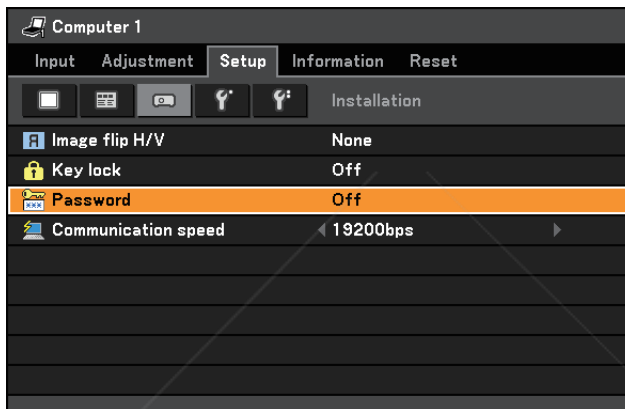 Computer 1
Input Adjustment Setup Information Reset
Installation
Image flip H/V None
Key lock Off
Password Off
Communication speed 19200bps